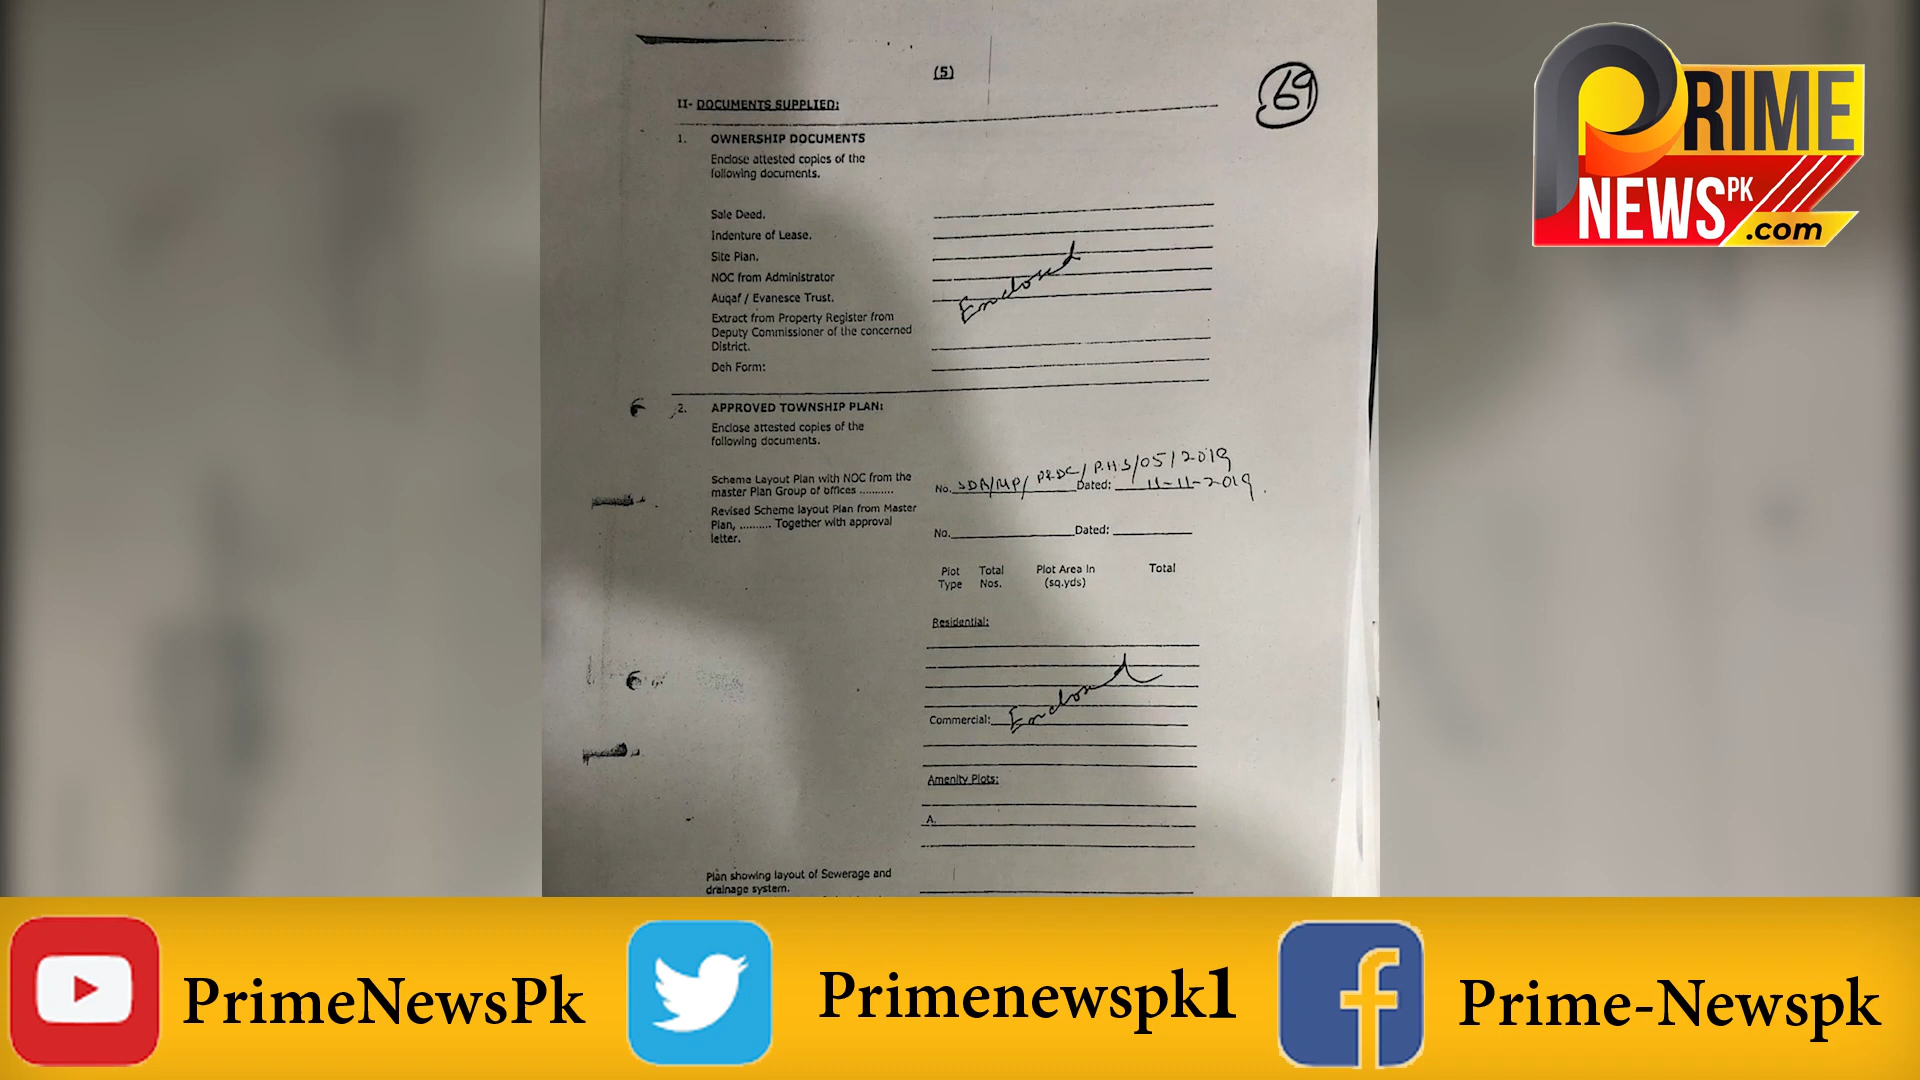 (5)
69
II- DOCUMENTS SUPPLIED:
1. OWNERSHIP DOCUMENTS
Enclose attested copies of the
following documents.
Sale Deed.
Indenture of Lease.
Site Plan.
NOC from Administrator
Auqaf / Evanesce Trust.
Extract from Property Register from
Deputy Commissioner of the concerned
District.
Deh Form:
Enclosed
2. APPROVED TOWNSHIP PLAN:
Enclose attested copies of the
following documents.
Scheme Layout Plan with NOC from the
master Plan Group of offices ..........
No. SDA/MP/ P&DC/ P.H.S/05/2019 Dated: 11-11-2019.
Revised Scheme layout Plan from Master
Plan, .......... Together with approval
letter.
No. Dated:
Plot Total Plot Area In Total
Type Nos. (sq.yds)
Residential:
Enclosed
Commercial:
Amenity Plots:
A.
Plan showing layout of Sewerage and
drainage system.
PRIME
NEWS PK
.com
PrimeNewsPk
Primenewspk1
Prime-Newspk